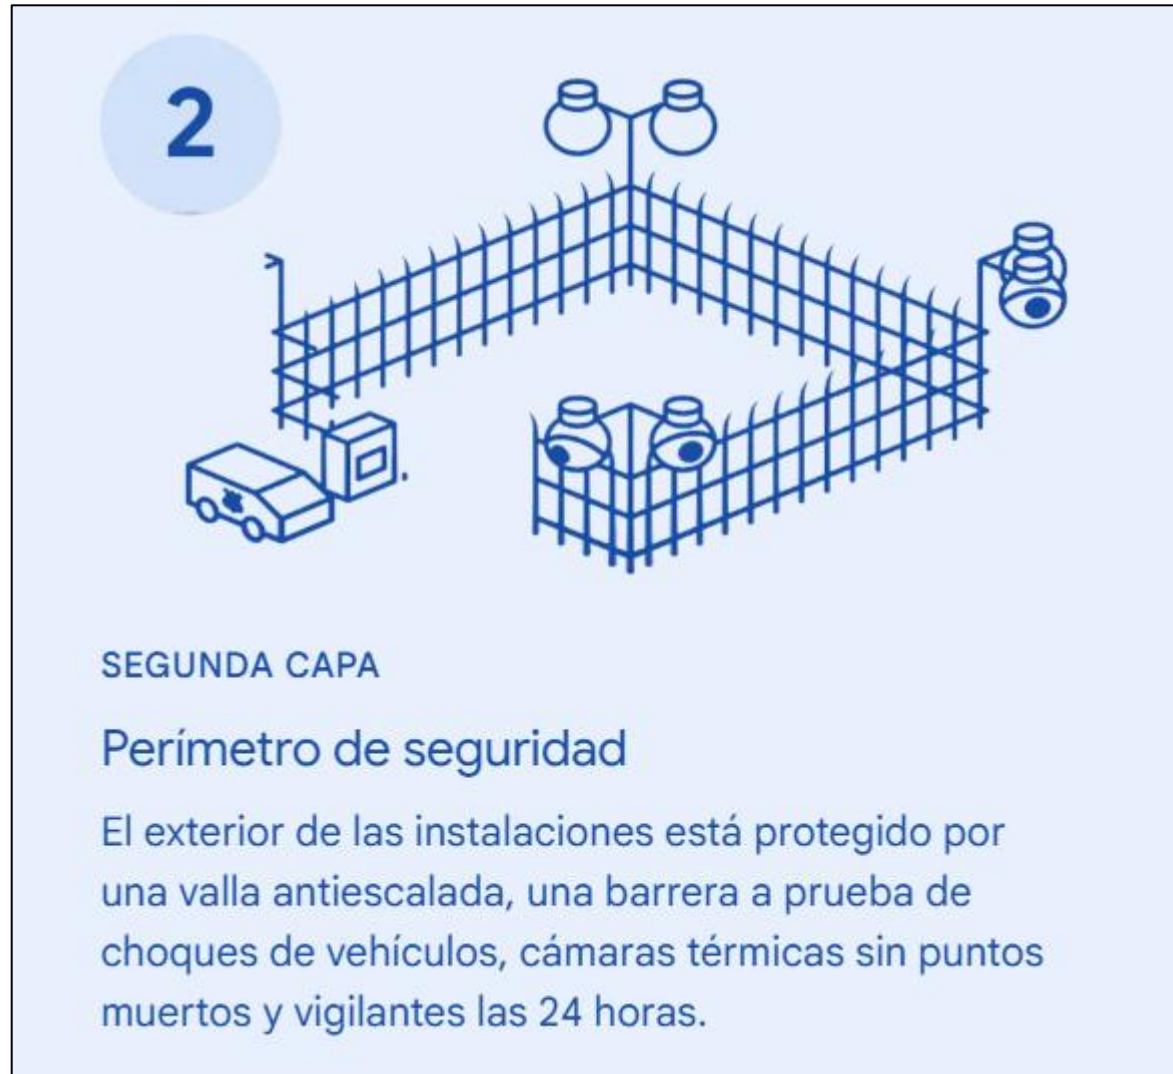 2
SEGUNDA CAPA
Perímetro de seguridad
El exterior de las instalaciones está protegido por
una valla antiescalada, una barrera a prueba de
choques de vehículos, cámaras térmicas sin puntos
muertos y vigilantes las 24 horas.